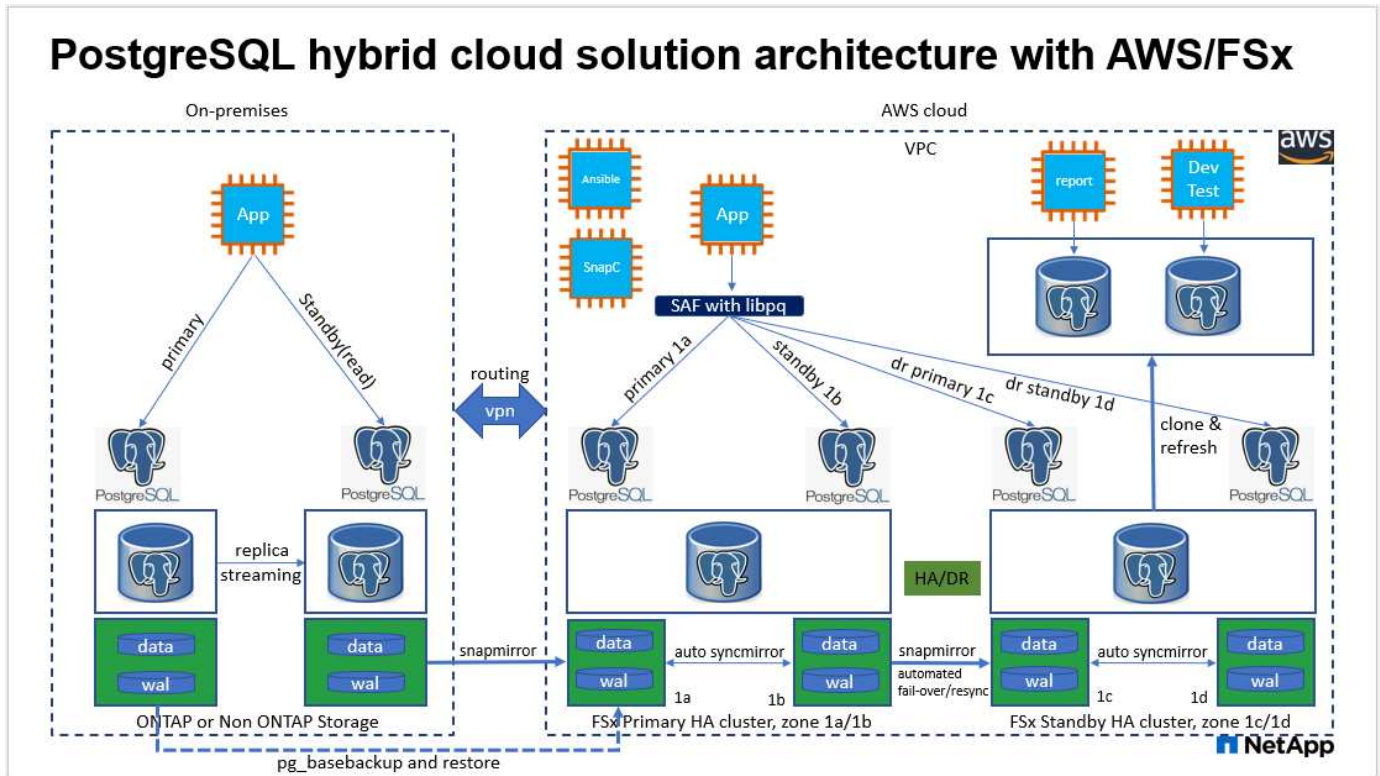 PostgreSQL hybrid cloud solution architecture with AWS/FSx
On-premises
AWS cloud
VPC
aws
App
Ansible
SnapC
App
report
Dev
Test
SAF with libpq
primary
Standby(read)
routing
vpn
primary 1a
standby 1b
dr primary 1c
dr standby 1d
clone &
refresh
PostgreSQL
PostgreSQL
PostgreSQL
PostgreSQL
PostgreSQL
PostgreSQL
replica
streaming
HA/DR
data
wal
data
wal
snapmirror
data
wal
auto syncmirror
1a
1b
data
wal
snapmirror
automated
fail-over/resync
data
wal
auto syncmirror
1c
1d
data
wal
ONTAP or Non ONTAP Storage
FSx Primary HA cluster, zone 1a/1b
FSx Standby HA cluster, zone 1c/1d
pg_basebackup and restore
NetApp